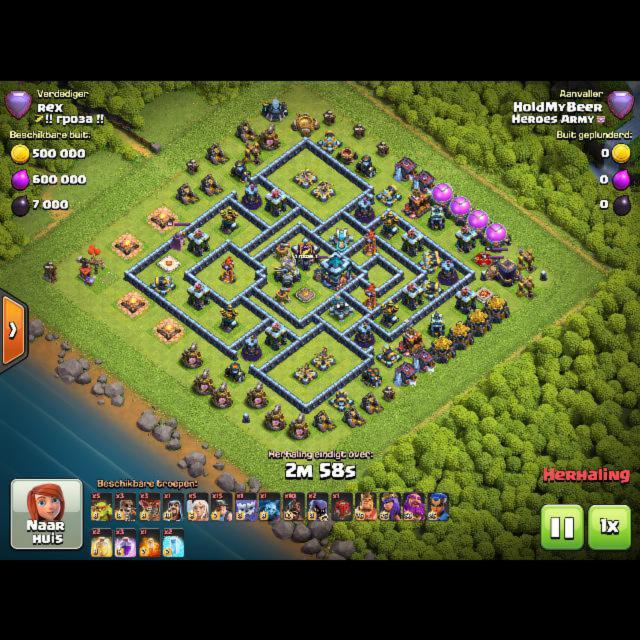 Verdediger
Rex
!! гроза !!
Beschikbare buit:
500 000
600 000
7 000
Aanvaller
HoldMyBeer
Heroes Army
Buit geplunderd:
0
0
0
Herhaling eindigt over:
2m 58s
Herhaling
Beschikbare troepen:
Naar
huis
1x